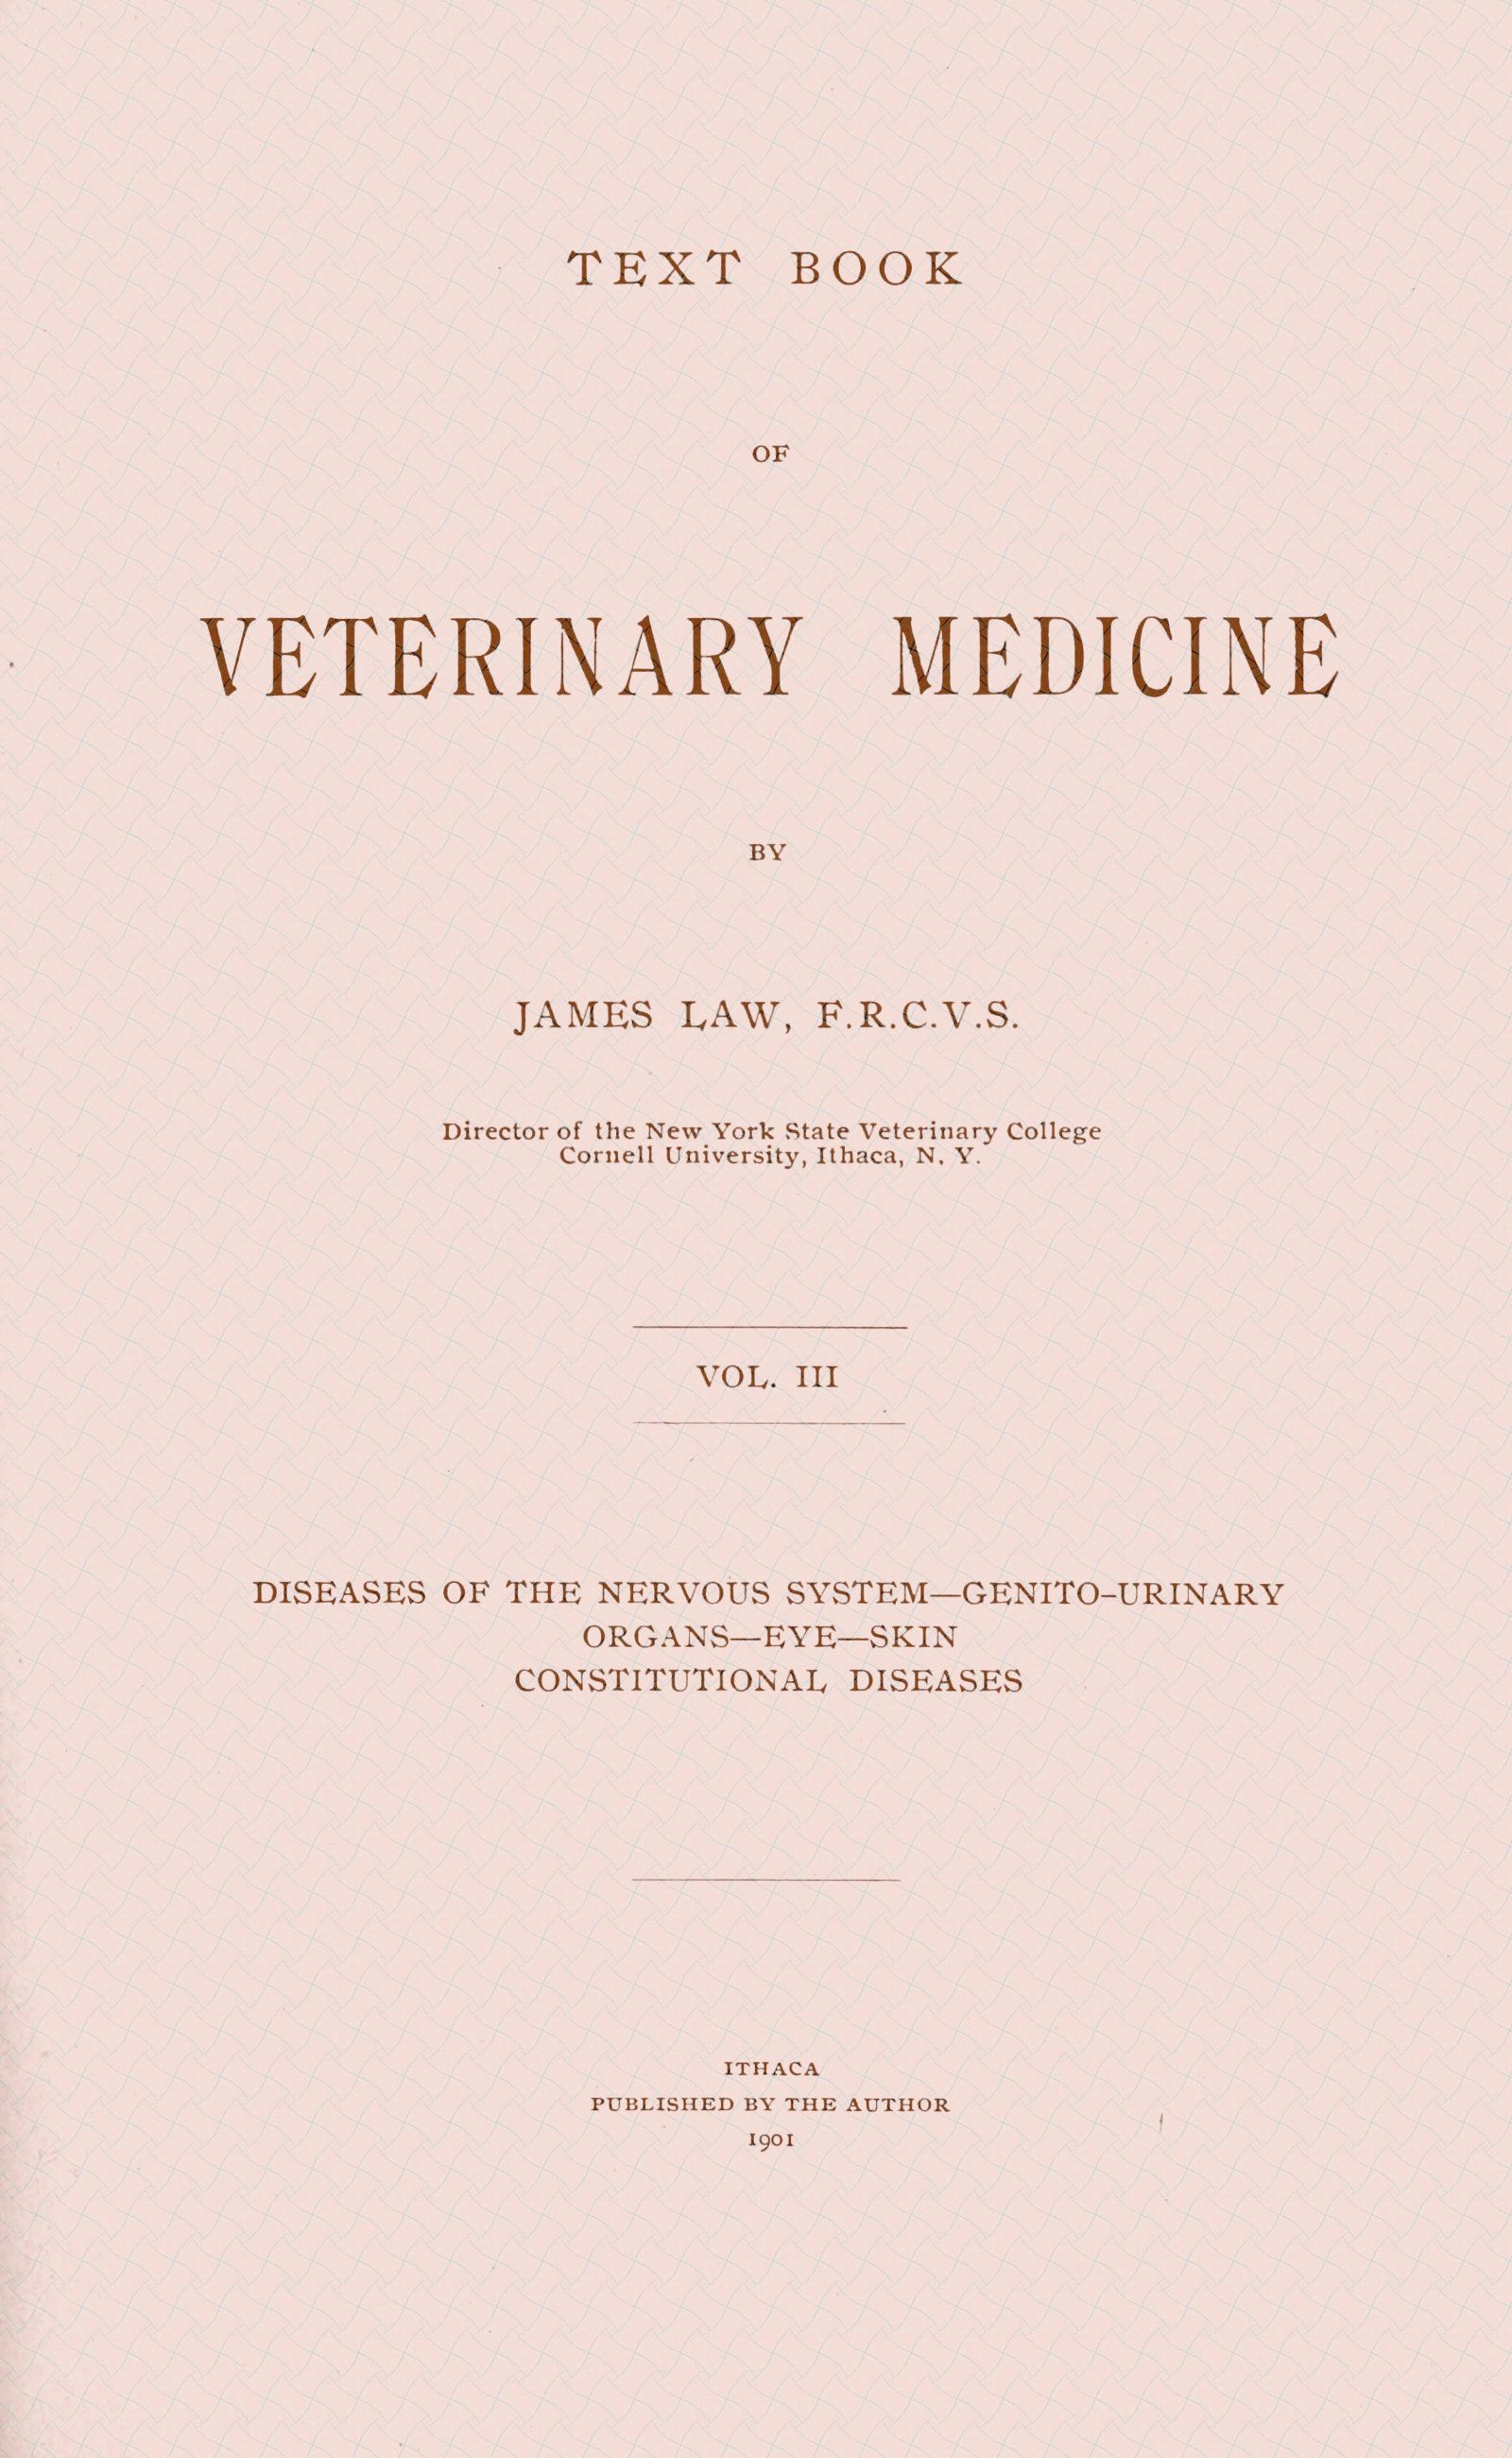 TEXT BOOK
OF
VETERINARY MEDICINE
BY
JAMES LAW, F.R.C.V.S.
Director of the New York State Veterinary College
Cornell University, Ithaca, N. Y.
VOL. III
DISEASES OF THE NERVOUS SYSTEM—GENITO-URINARY
ORGANS—EYE—SKIN
CONSTITUTIONAL DISEASES
ITHACA
PUBLISHED BY THE AUTHOR
1901